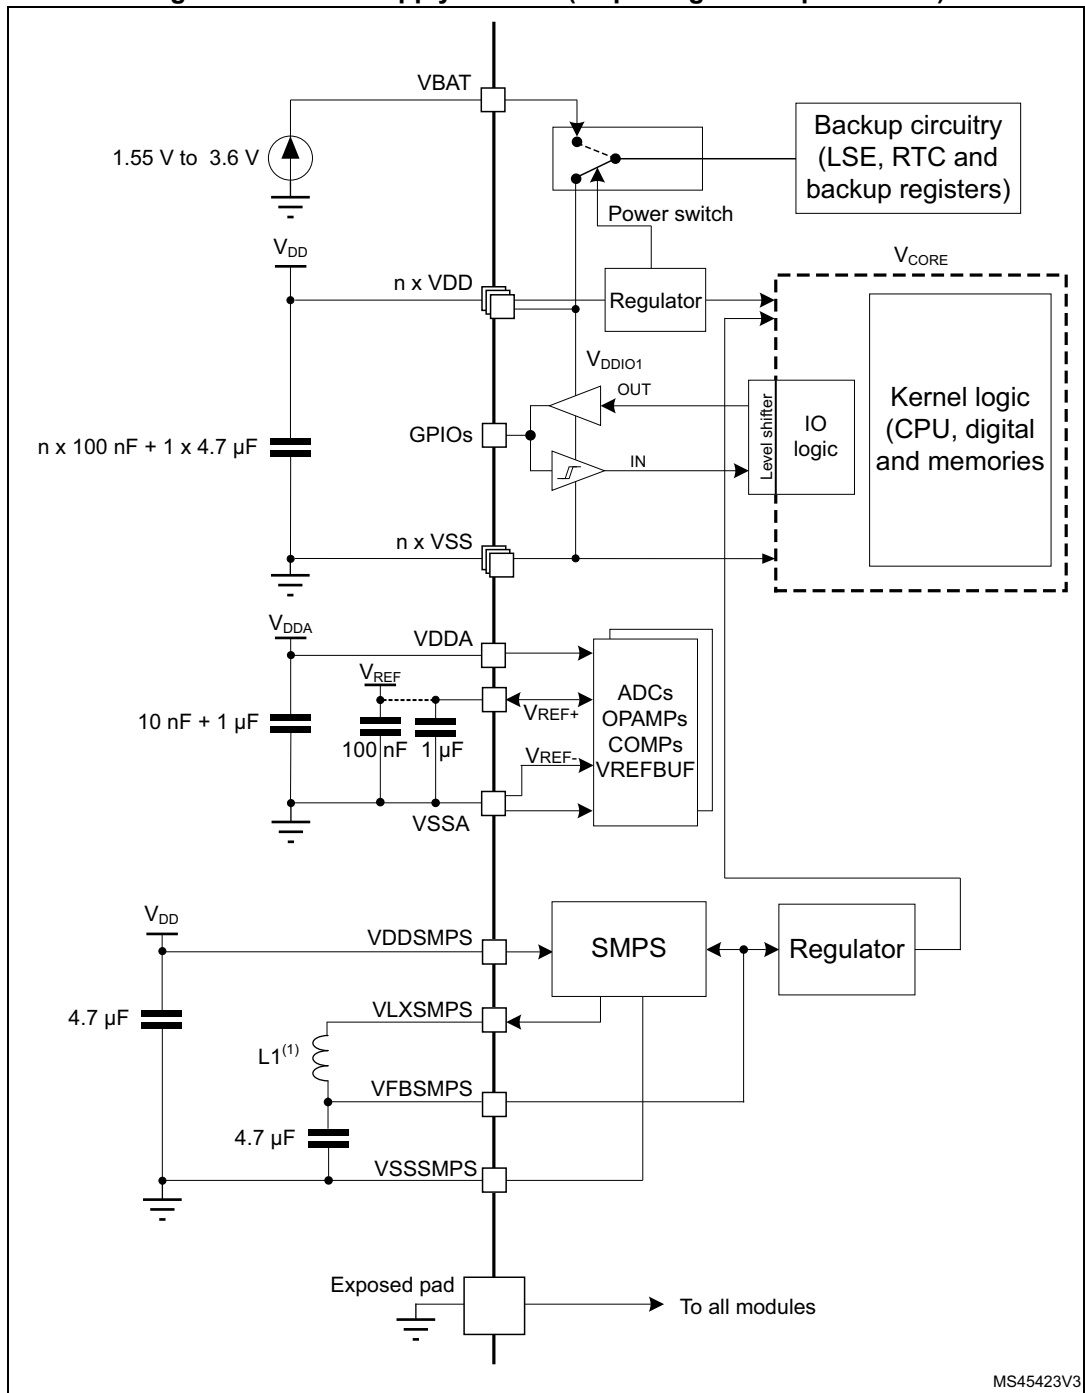 VBAT
1.55 V to 3.6 V
Backup circuitry
(LSE, RTC and
backup registers)
Power switch
VDD
n x VDD
Regulator
VCORE
VDDIO1
OUT
GPIOs
IN
Level shifter
IO
logic
Kernel logic
(CPU, digital
and memories
n x 100 nF + 1 x 4.7 µF
n x VSS
VDDA
VDDA
VREF
10 nF + 1 µF
100 nF
1 µF
VREF+
VREF-
ADCs
OPAMPs
COMPs
VREFBUF
VSSA
VDD
VDDSMPS
SMPS
Regulator
4.7 µF
VLXSMPS
L1(1)
VFBSMPS
4.7 µF
VSSSMPS
Exposed pad
To all modules
MS45423V3